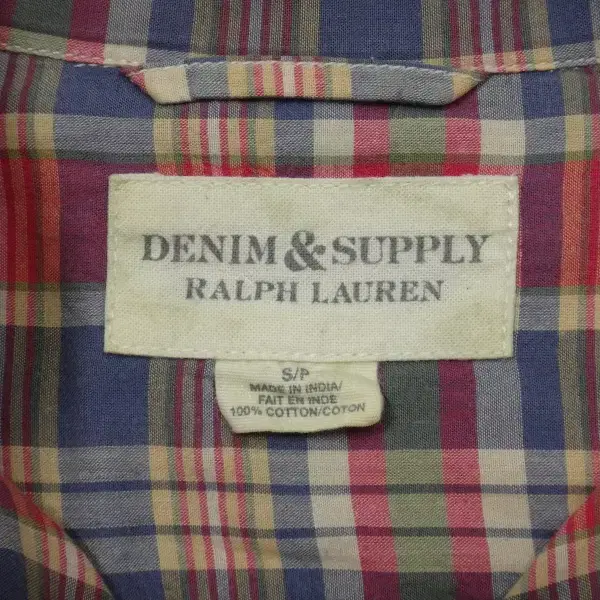 DENIM & SUPPLY
RALPH LAUREN
S/P
MADE IN INDIA/
FAIT EN INDE
100% COTTON/COTON